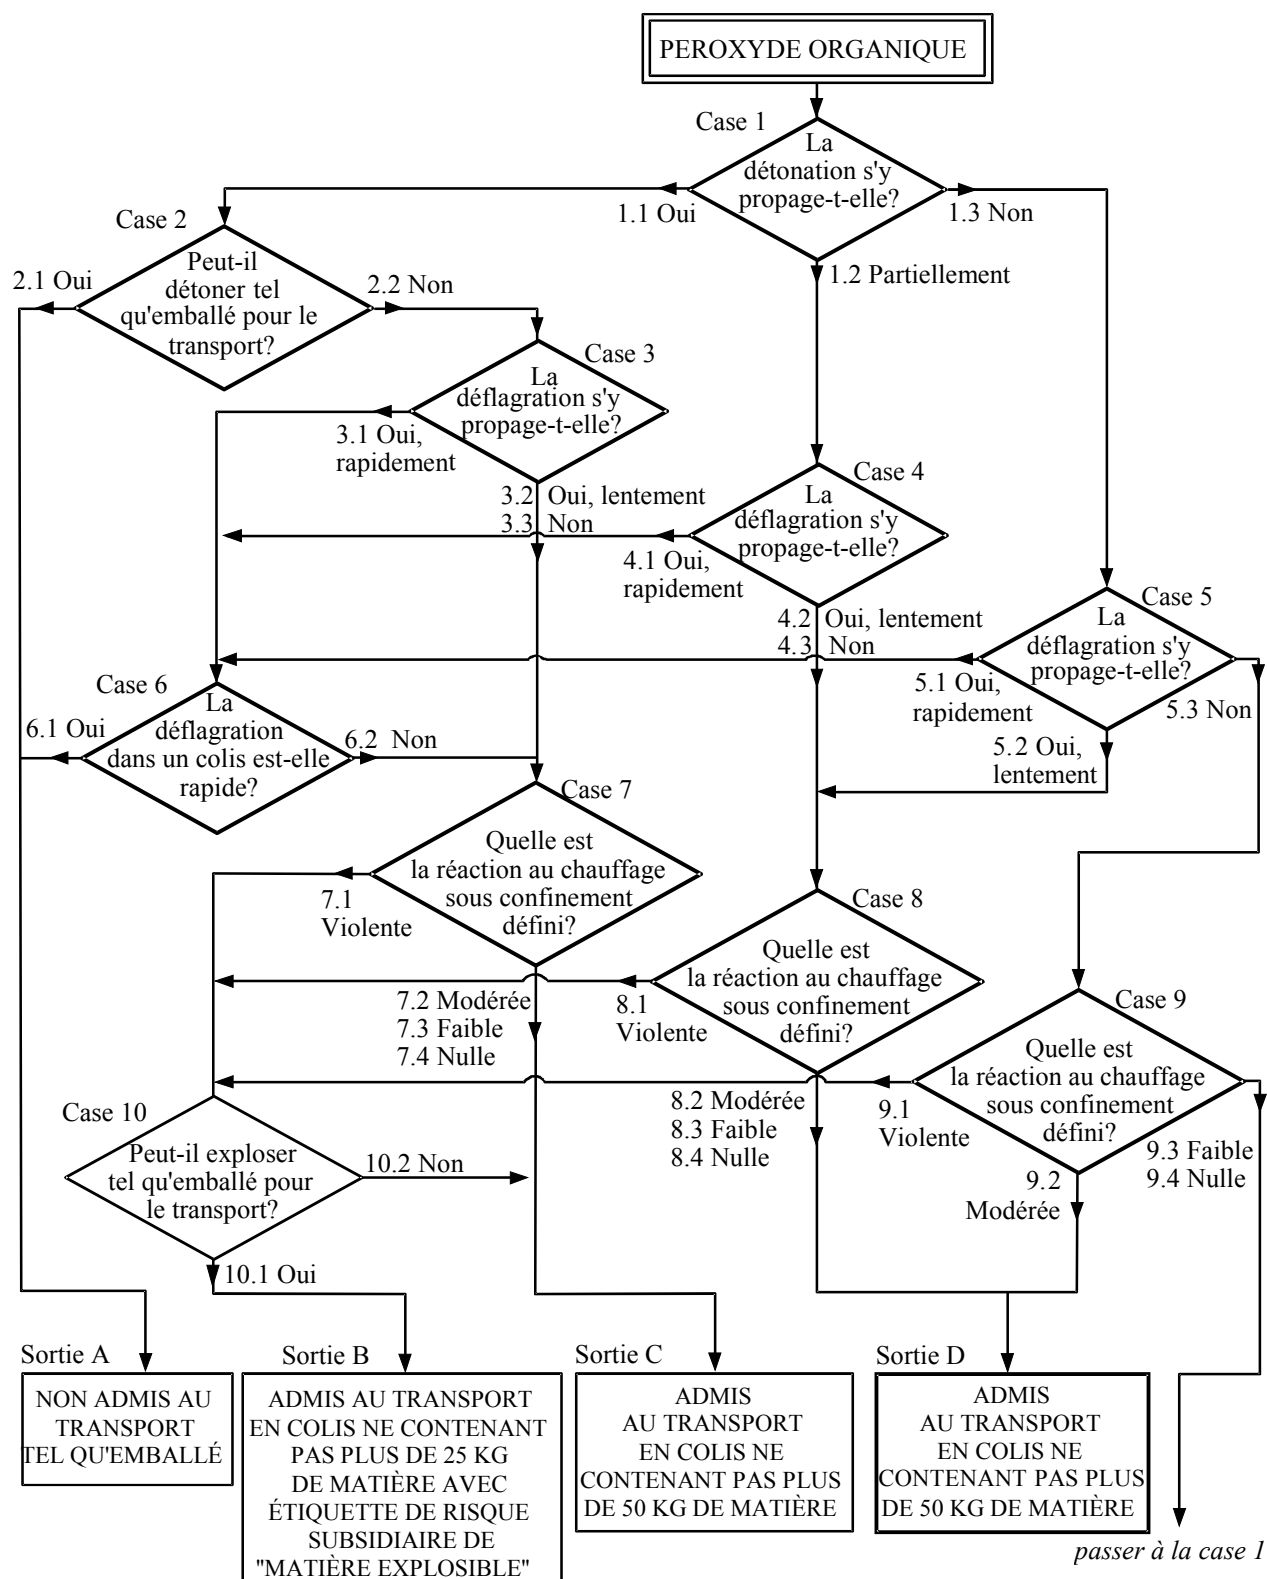 PEROXYDE ORGANIQUE
Case 1
La
détonation s'y
propage-t-elle?
1.1 Oui
1.3 Non
1.2 Partiellement
Case 2
Peut-il
détoner tel
qu'emballé pour le
transport?
2.1 Oui
2.2 Non
Case 3
La
déflagration s'y
propage-t-elle?
3.1 Oui,
rapidement
3.2 Oui, lentement
3.3 Non
Case 4
La
déflagration s'y
propage-t-elle?
4.1 Oui,
rapidement
4.2 Oui, lentement
4.3 Non
Case 5
La
déflagration s'y
propage-t-elle?
5.1 Oui,
rapidement
5.3 Non
5.2 Oui,
lentement
Case 6
La
déflagration
dans un colis est-elle
rapide?
6.1 Oui
6.2 Non
Case 7
Quelle est
la réaction au chauffage
sous confinement
défini?
7.1
Violente
7.2 Modérée
7.3 Faible
7.4 Nulle
Case 8
Quelle est
la réaction au chauffage
sous confinement
défini?
8.1
Violente
8.2 Modérée
8.3 Faible
8.4 Nulle
Case 9
Quelle est
la réaction au chauffage
sous confinement
défini?
9.1
Violente
9.2
Modérée
9.3 Faible
9.4 Nulle
Case 10
Peut-il exploser
tel qu'emballé pour
le transport?
10.2 Non
10.1 Oui
Sortie A
NON ADMIS AU
TRANSPORT
TEL QU'EMBALLÉ
Sortie B
ADMIS AU TRANSPORT
EN COLIS NE CONTENANT
PAS PLUS DE 25 KG
DE MATIÈRE AVEC
ÉTIQUETTE DE RISQUE
SUBSIDIAIRE DE
"MATIÈRE EXPLOSIBLE"
Sortie C
ADMIS
AU TRANSPORT
EN COLIS NE
CONTENANT PAS PLUS
DE 50 KG DE MATIÈRE
Sortie D
ADMIS
AU TRANSPORT
EN COLIS NE
CONTENANT PAS PLUS
DE 50 KG DE MATIÈRE
passer à la case 1